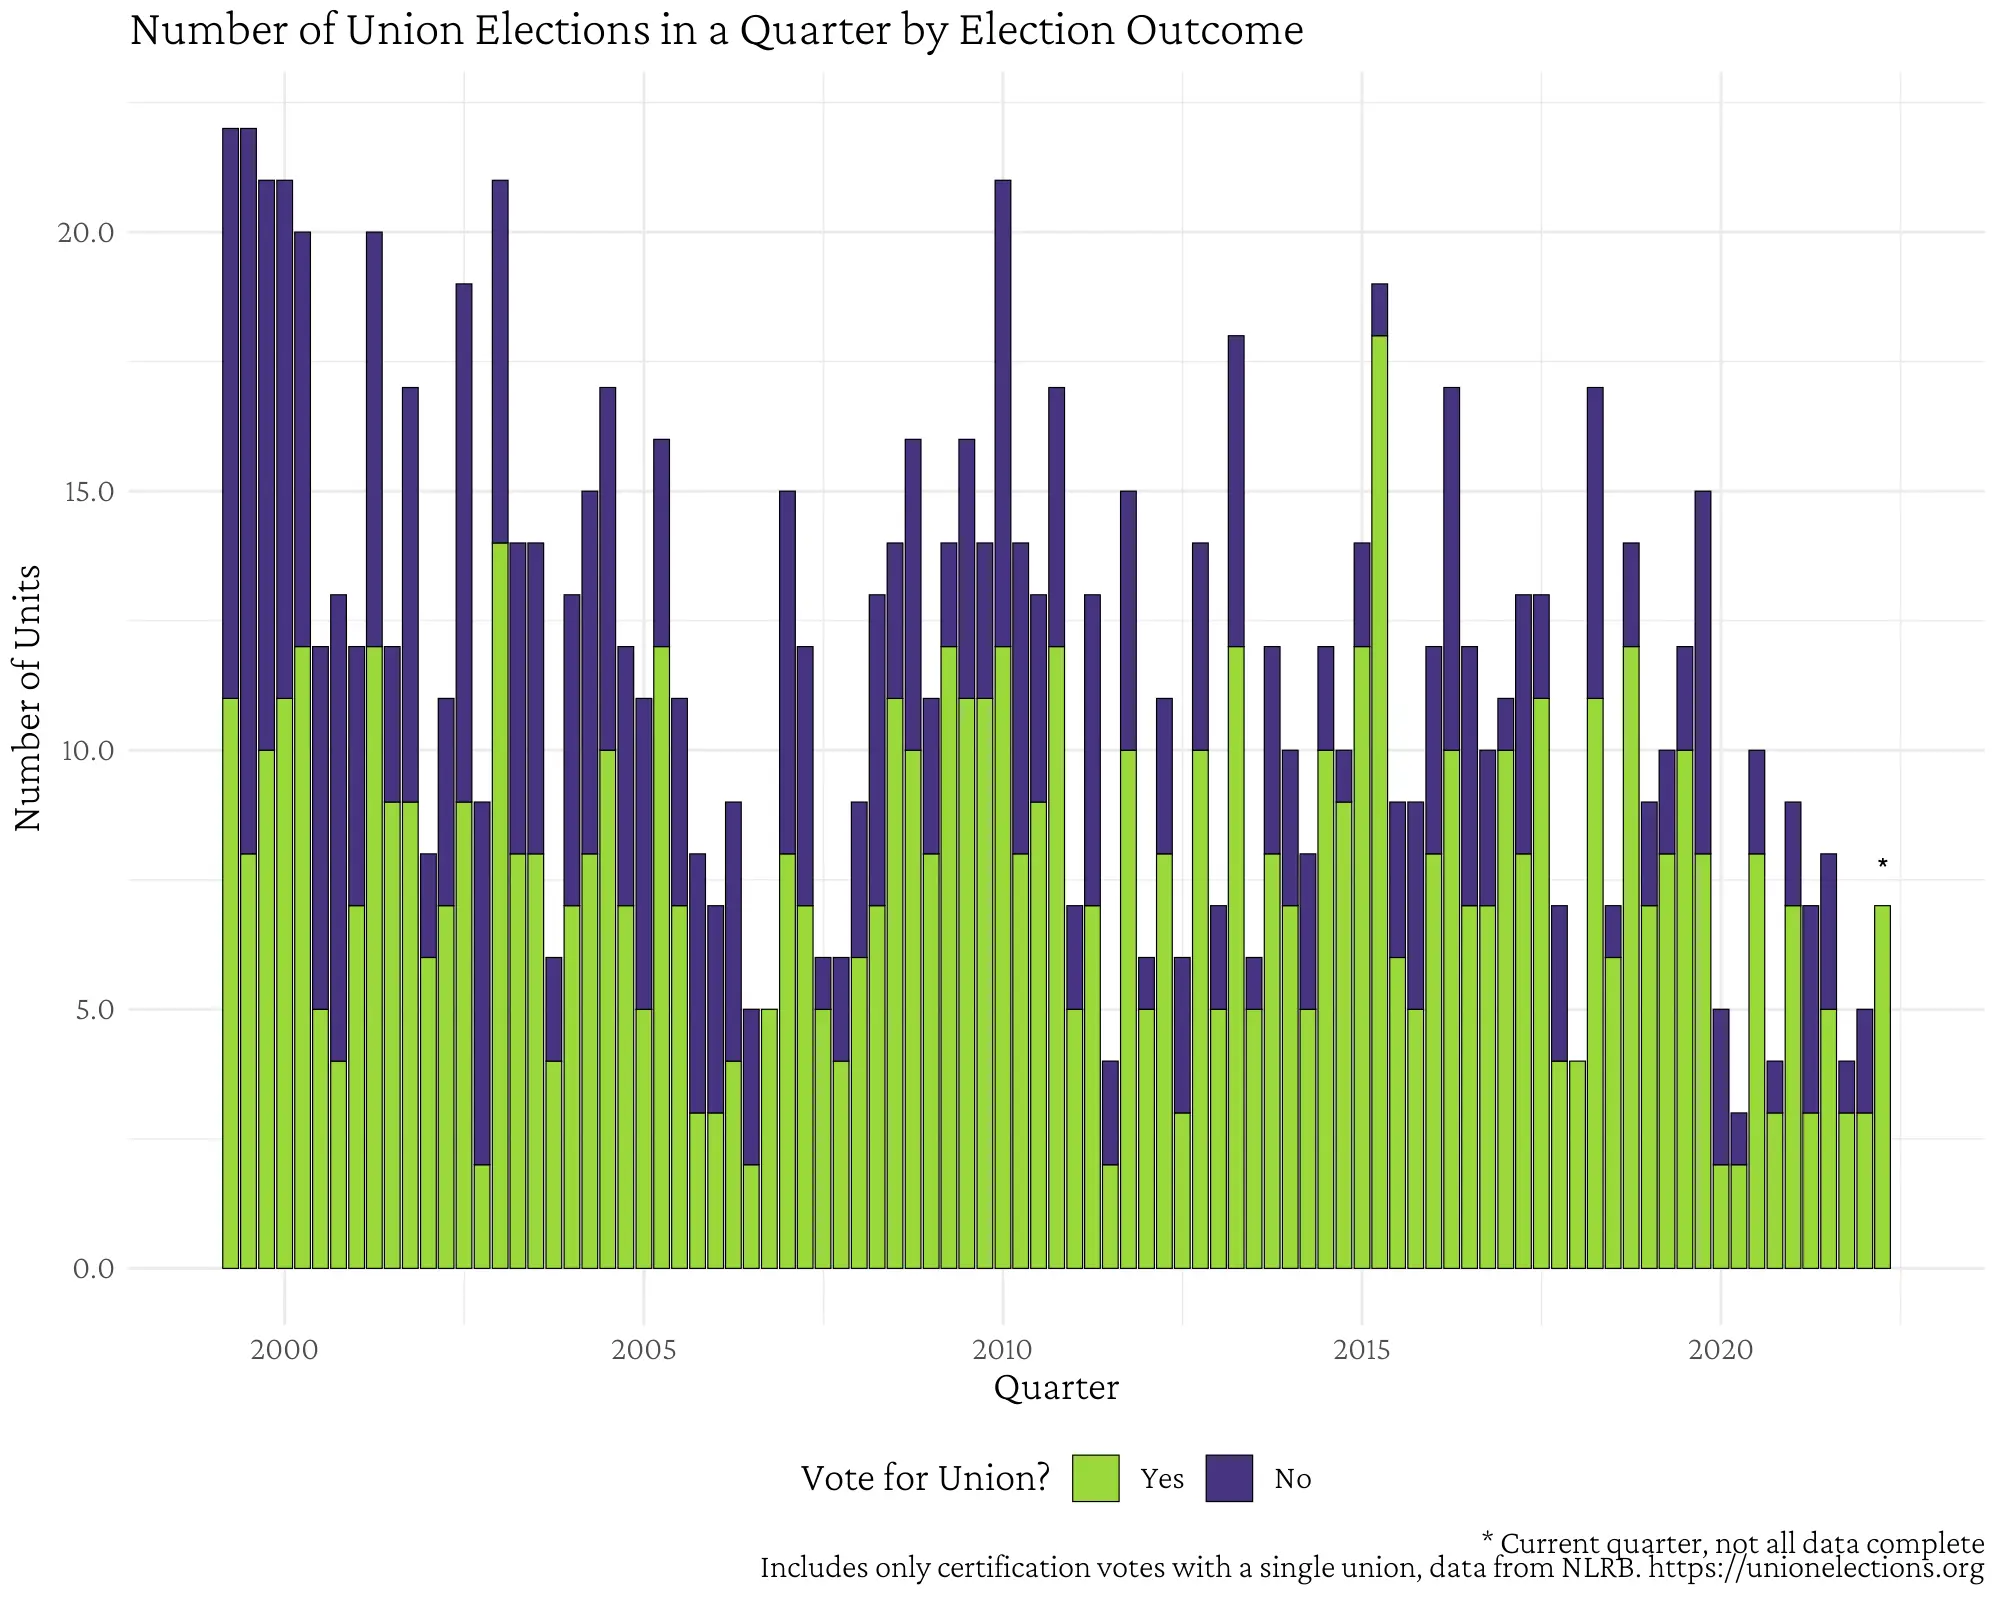 Number of Union Elections in a Quarter by Election Outcome
20.0
15.0
10.0
5.0
0.0
Number of Units
*
2000 2005 2010 2015 2020
Quarter
Vote for Union? Yes No
* Current quarter, not all data complete
Includes only certification votes with a single union, data from NLRB. https://unionelections.org